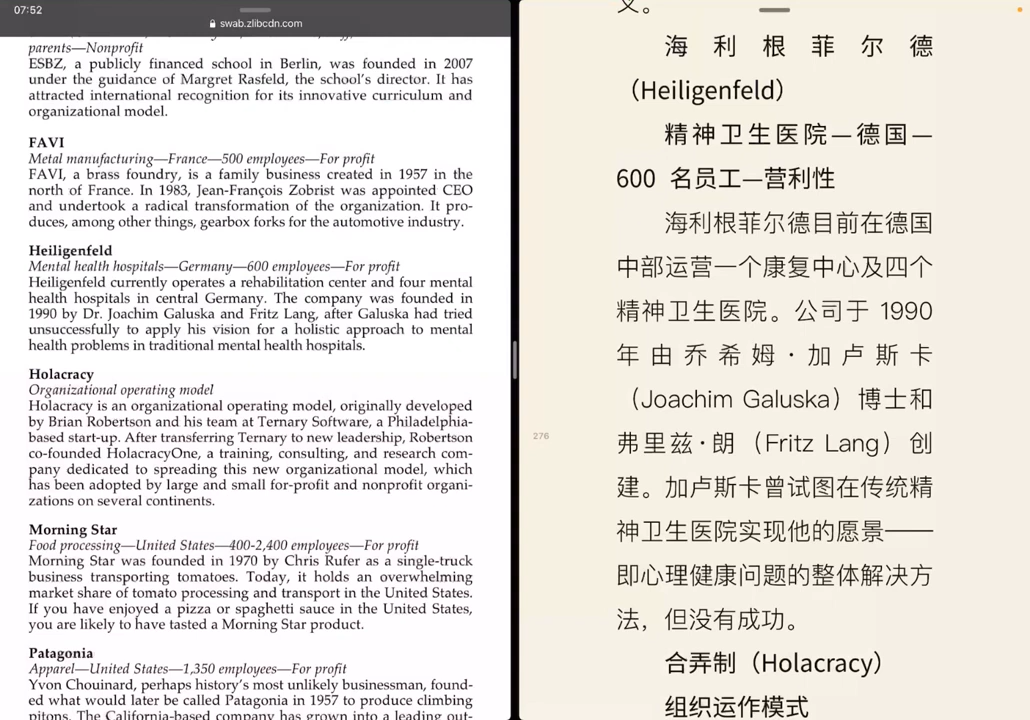 07:52
swab.zlibcdn.com
parents—Nonprofit
ESBZ, a publicly financed school in Berlin, was founded in 2007
under the guidance of Margret Rasfeld, the school's director. It has
attracted international recognition for its innovative curriculum and
organizational model.
FAVI
Metal manufacturing—France—500 employees—For profit
FAVI, a brass foundry, is a family business created in 1957 in the
north of France. In 1983, Jean-François Zobrist was appointed CEO
and undertook a radical transformation of the organization. It pro-
duces, among other things, gearbox forks for the automotive industry.
Heiligenfeld
Mental health hospitals—Germany—600 employees—For profit
Heiligenfeld currently operates a rehabilitation center and four mental
health hospitals in central Germany. The company was founded in
1990 by Dr. Joachim Galuska and Fritz Lang, after Galuska had tried
unsuccessfully to apply his vision for a holistic approach to mental
health problems in traditional mental health hospitals.
Holacracy
Organizational operating model
Holacracy is an organizational operating model, originally developed
by Brian Robertson and his team at Ternary Software, a Philadelphia-
based start-up. After transferring Ternary to new leadership, Robertson
co-founded HolacracyOne, a training, consulting, and research com-
pany dedicated to spreading this new organizational model, which
has been adopted by large and small for-profit and nonprofit organi-
zations on several continents.
Morning Star
Food processing—United States—400-2,400 employees—For profit
Morning Star was founded in 1970 by Chris Rufer as a single-truck
business transporting tomatoes. Today, it holds an overwhelming
market share of tomato processing and transport in the United States.
If you have enjoyed a pizza or spaghetti sauce in the United States,
you are likely to have tasted a Morning Star product.
Patagonia
Apparel—United States—1,350 employees—For profit
Yvon Chouinard, perhaps history's most unlikely businessman, found-
ed what would later be called Patagonia in 1957 to produce climbing
pitons. The California-based company has grown into a leading out-
海利根菲尔德
（Heiligenfeld）
精神卫生医院—德国—
600 名员工—营利性
海利根菲尔德目前在德国
中部运营一个康复中心及四个
精神卫生医院。公司于 1990
年由乔希姆·加卢斯卡
（Joachim Galuska）博士和
弗里兹·朗（Fritz Lang）创
建。加卢斯卡曾试图在传统精
神卫生医院实现他的愿景——
即心理健康问题的整体解决方
法，但没有成功。
合弄制（Holacracy）
组织运作模式
276